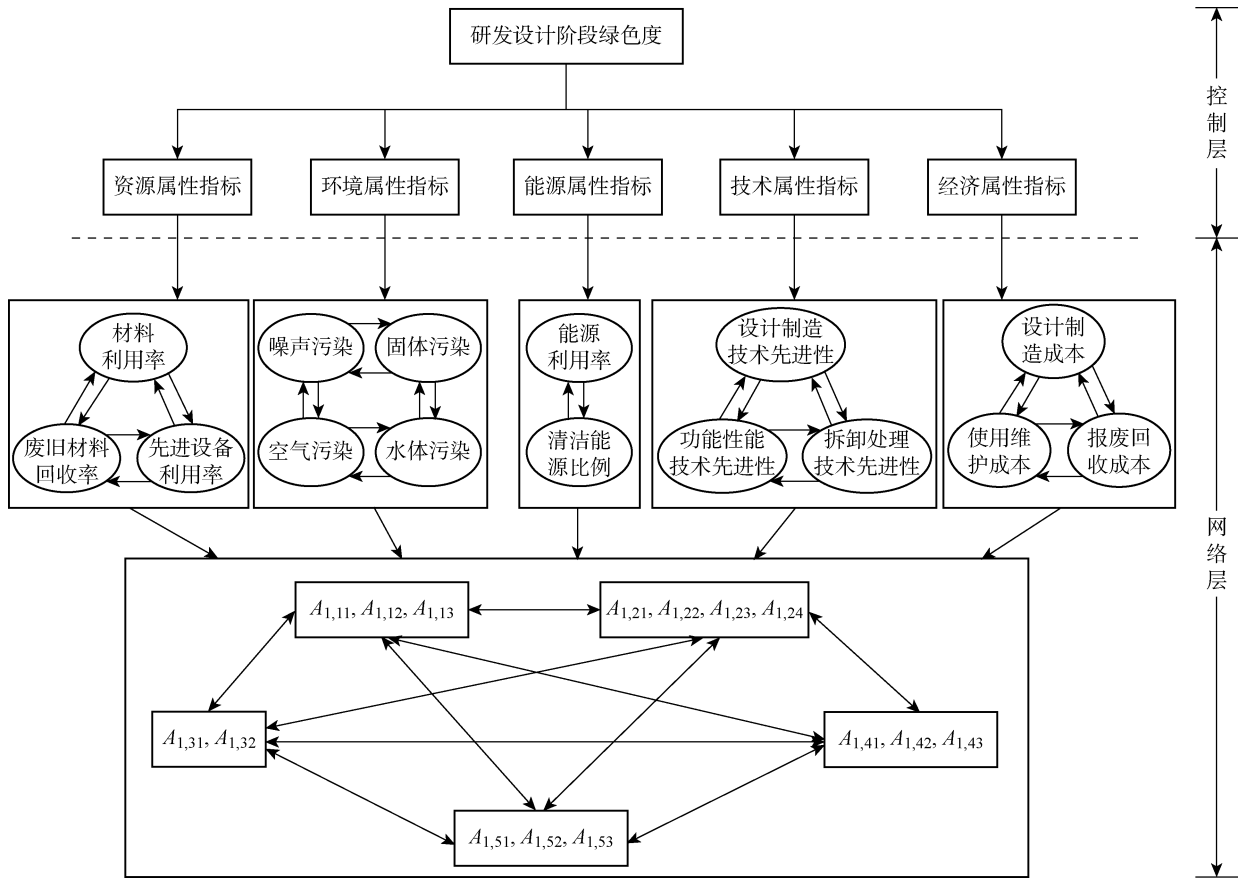 研发设计阶段绿色度
控制层
资源属性指标
环境属性指标
能源属性指标
技术属性指标
经济属性指标
材料
利用率
废旧材料
回收率
先进设备
利用率
噪声污染
固体污染
空气污染
水体污染
能源
利用率
清洁能
源比例
设计制造
技术先进性
功能性能
技术先进性
拆卸处理
技术先进性
设计制
造成本
使用维
护成本
报废回
收成本
网络层
A1,11, A1,12, A1,13
A1,21, A1,22, A1,23, A1,24
A1,31, A1,32
A1,41, A1,42, A1,43
A1,51, A1,52, A1,53